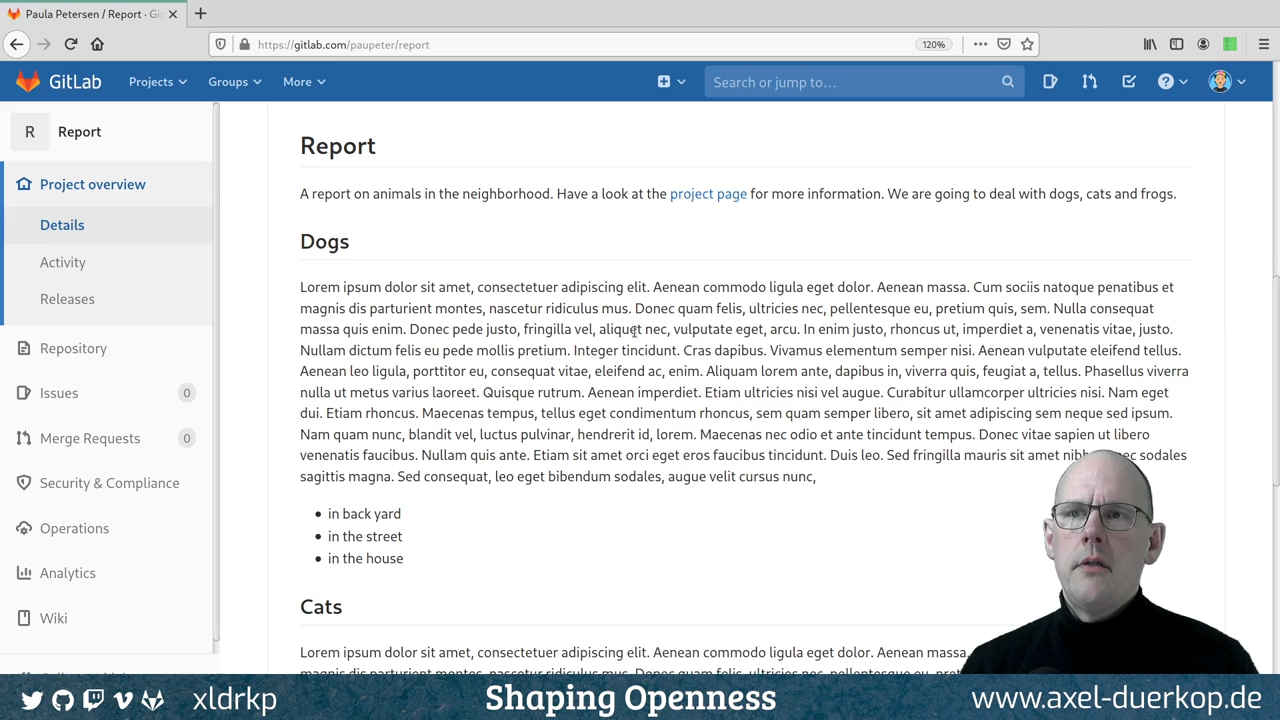 Paula Petersen / Report · Git
https://gitlab.com/paupeter/report
120%
GitLab
Projects
Groups
More
Search or jump to…
R
Report
Project overview
Details
Activity
Releases
Repository
Issues
0
Merge Requests
0
Security & Compliance
Operations
Analytics
Wiki
Report
A report on animals in the neighborhood. Have a look at the project page for more information. We are going to deal with dogs, cats and frogs.
Dogs
Lorem ipsum dolor sit amet, consectetuer adipiscing elit. Aenean commodo ligula eget dolor. Aenean massa. Cum sociis natoque penatibus et
magnis dis parturient montes, nascetur ridiculus mus. Donec quam felis, ultricies nec, pellentesque eu, pretium quis, sem. Nulla consequat
massa quis enim. Donec pede justo, fringilla vel, aliquet nec, vulputate eget, arcu. In enim justo, rhoncus ut, imperdiet a, venenatis vitae, justo.
Nullam dictum felis eu pede mollis pretium. Integer tincidunt. Cras dapibus. Vivamus elementum semper nisi. Aenean vulputate eleifend tellus.
Aenean leo ligula, porttitor eu, consequat vitae, eleifend ac, enim. Aliquam lorem ante, dapibus in, viverra quis, feugiat a, tellus. Phasellus viverra
nulla ut metus varius laoreet. Quisque rutrum. Aenean imperdiet. Etiam ultricies nisi vel augue. Curabitur ullamcorper ultricies nisi. Nam eget
dui. Etiam rhoncus. Maecenas tempus, tellus eget condimentum rhoncus, sem quam semper libero, sit amet adipiscing sem neque sed ipsum.
Nam quam nunc, blandit vel, luctus pulvinar, hendrerit id, lorem. Maecenas nec odio et ante tincidunt tempus. Donec vitae sapien ut libero
venenatis faucibus. Nullam quis ante. Etiam sit amet orci eget eros faucibus tincidunt. Duis leo. Sed fringilla mauris sit amet sodales
sagittis magna. Sed consequat, leo eget bibendum sodales, augue velit cursus nunc,
• in back yard
• in the street
• in the house
Cats
Lorem ipsum dolor sit amet, consectetuer adipiscing elit. Aenean commodo ligula eget dolor. Aenean massa.
magnis dis parturient montes, nascetur ridiculus mus. Donec quam felis, ultricies nec, pellentesque eu,
xldrkp
Shaping Openness
www.axel-duerkop.de